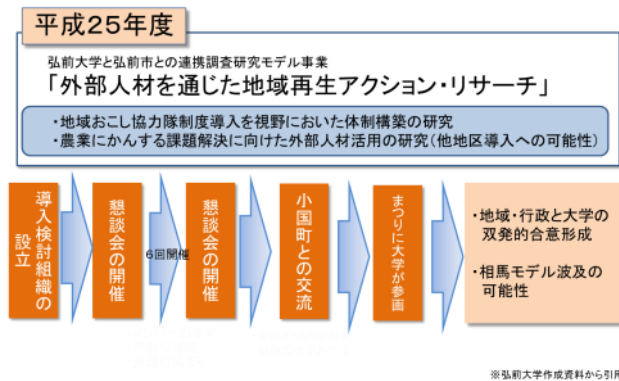 平成25年度
弘前大学と弘前市との連携調査研究モデル事業
「外部人材を通じた地域再生アクション・リサーチ」
・地域おこし協力隊制度導入を視野においた体制構築の研究
・農業にかんする課題解決に向けた外部人材活用の研究(他地区導入への可能性)
導入検討組織の
設立
懇談会の開催
6回開催
懇談会の開催
小国町との交流
まつりに大学が
参画
・地域・行政と大学の
双発的合意形成
・相馬モデル波及の
可能性
※弘前大学作成資料から引用